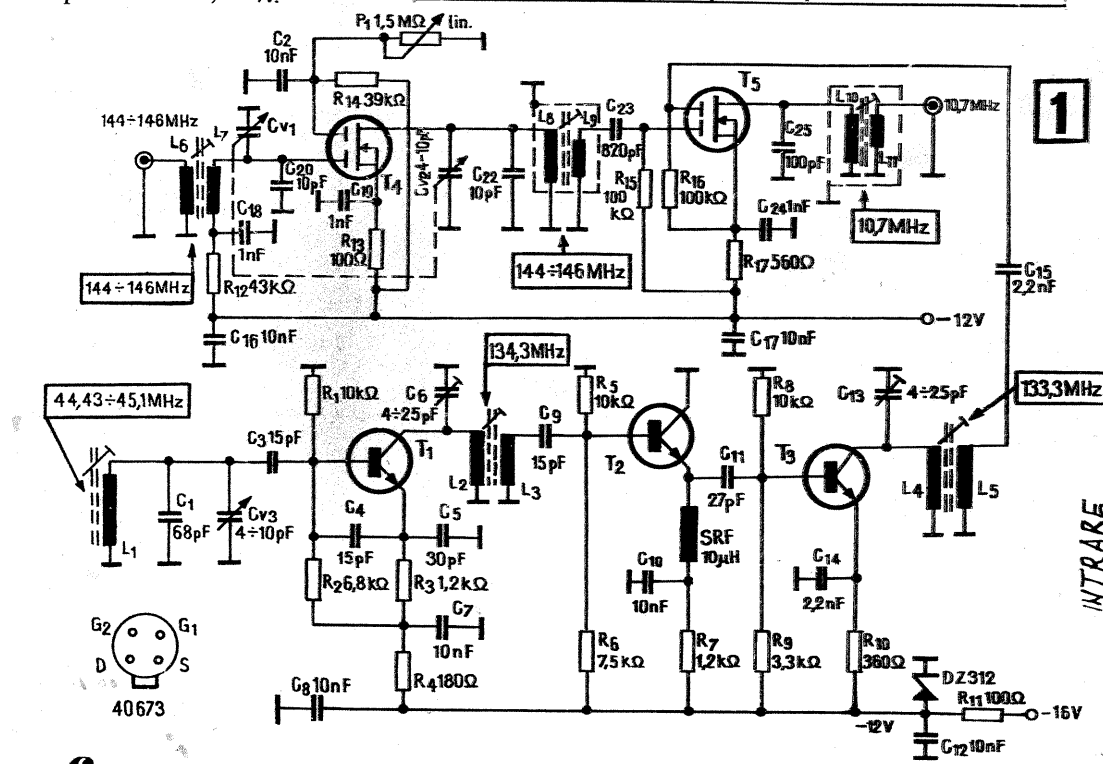 P1 1,5 MΩ lin.
C2
10nF
R14 39kΩ
T5
1
144÷146MHz
L6
L7
Cv1
C20
10pF
C18
1nF
R12 43kΩ
C19
1nF
T4
R13
100Ω
Cv2 4-10pF
C22
10pF
L8
L9
C23
820pF
R15
100
kΩ
R16
100kΩ
C25
100pF
L10
L11
10,7MHz
C24 1nF
10,7MHz
R17 560Ω
144÷146MHz
144÷146MHz
C15
2,2nF
-12V
C16 10nF
C17 10nF
134,3MHz
133,3MHz
44,43÷45,1MHz
R1 10kΩ
C6
4÷25pF
R5
10kΩ
R8
10kΩ
C13
4÷25pF
C3 15pF
T1
C9
15pF
T2
C11
27pF
T3
L2
L3
L4
L5
L1
C1
68pF
Cv3
4÷10pF
C4
15pF
C5
30pF
SRF
10µH
C10
10nF
C14
2,2nF
R2 6,8kΩ
R3 1,2kΩ
C7
10nF
R6
7,5kΩ
R7
1,2kΩ
R9
3,3kΩ
R10
360Ω
G2
G1
D
S
40673
R4 180Ω
C8 10nF
DZ312
R11 100Ω
-15V
-12V
C12 10nF
INTRARE